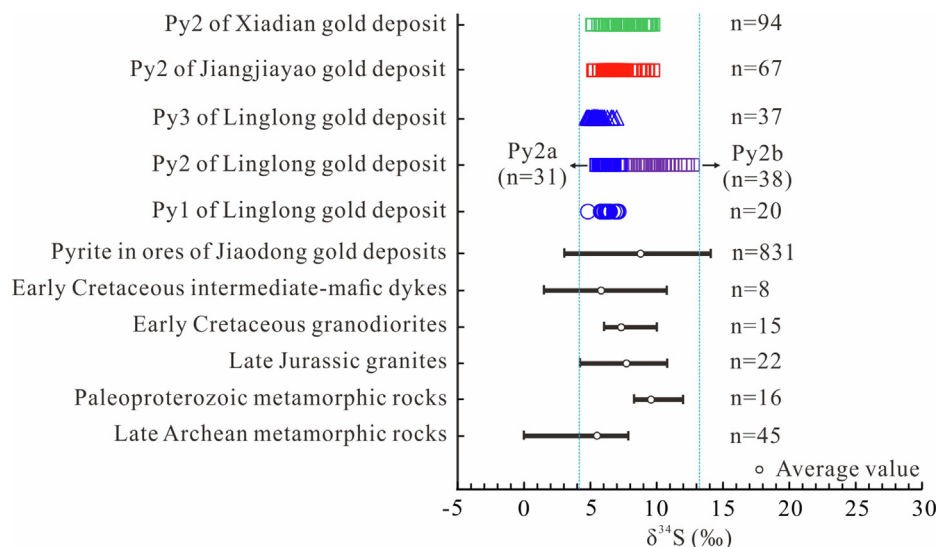 Py2 of Xiadian gold deposit n=94
Py2 of Jiangjiayao gold deposit n=67
Py3 of Linglong gold deposit n=37
Py2 of Linglong gold deposit Py2a (n=31) Py2b (n=38)
Py1 of Linglong gold deposit n=20
Pyrite in ores of Jiaodong gold deposits n=831
Early Cretaceous intermediate-mafic dykes n=8
Early Cretaceous granodiorites n=15
Late Jurassic granites n=22
Paleoproterozoic metamorphic rocks n=16
Late Archean metamorphic rocks n=45
Average value
-5 0 5 10 15 20 25 30
δ³⁴S (‰)